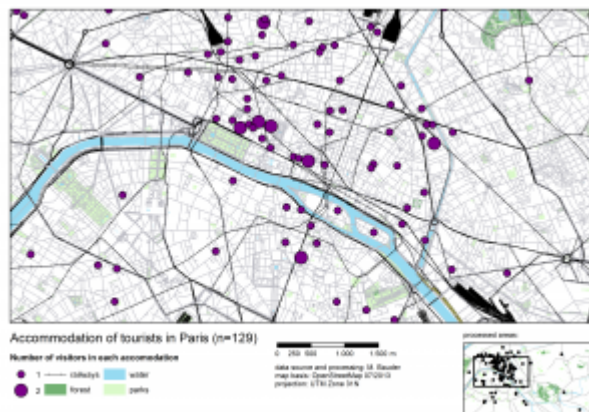 Accommodation of tourists in Paris (n=129)
Number of visitors in each accomodation
1 railways water
2 forest parks
0 250 500 1.000 1.500 m
data source and processing: M. Bauder
map basis: OpenStreetMap 07/2013
projection: UTM Zone 31N
processed areas: